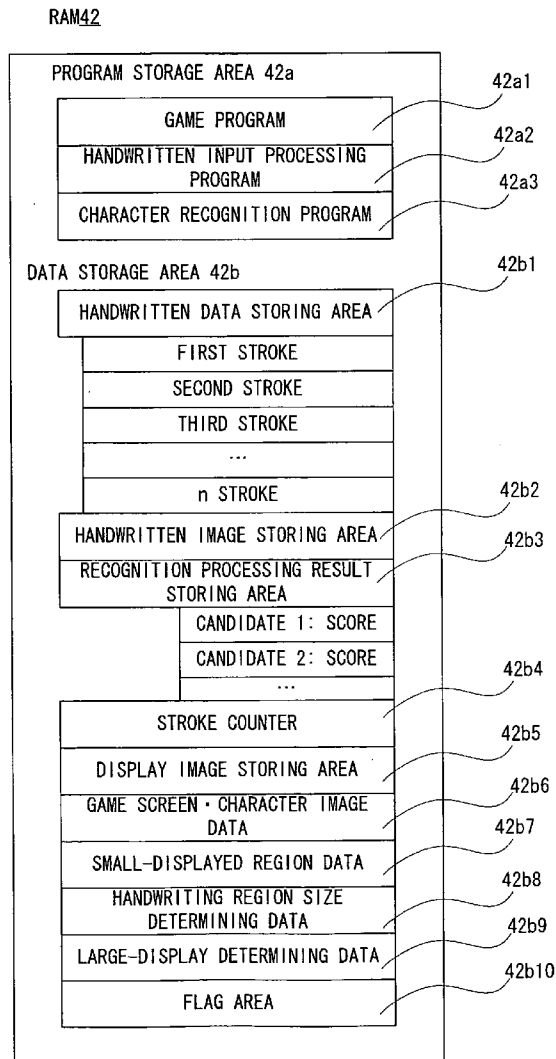 RAM42
PROGRAM STORAGE AREA 42a
42a1
GAME PROGRAM
42a2
HANDWRITTEN INPUT PROCESSING
PROGRAM
42a3
CHARACTER RECOGNITION PROGRAM
DATA STORAGE AREA 42b
42b1
HANDWRITTEN DATA STORING AREA
FIRST STROKE
SECOND STROKE
THIRD STROKE
...
n STROKE
42b2
HANDWRITTEN IMAGE STORING AREA
42b3
RECOGNITION PROCESSING RESULT
STORING AREA
CANDIDATE 1: SCORE
CANDIDATE 2: SCORE
...
42b4
STROKE COUNTER
42b5
DISPLAY IMAGE STORING AREA
42b6
GAME SCREEN・CHARACTER IMAGE
DATA
42b7
SMALL-DISPLAYED REGION DATA
42b8
HANDWRITING REGION SIZE
DETERMINING DATA
42b9
LARGE-DISPLAY DETERMINING DATA
42b10
FLAG AREA